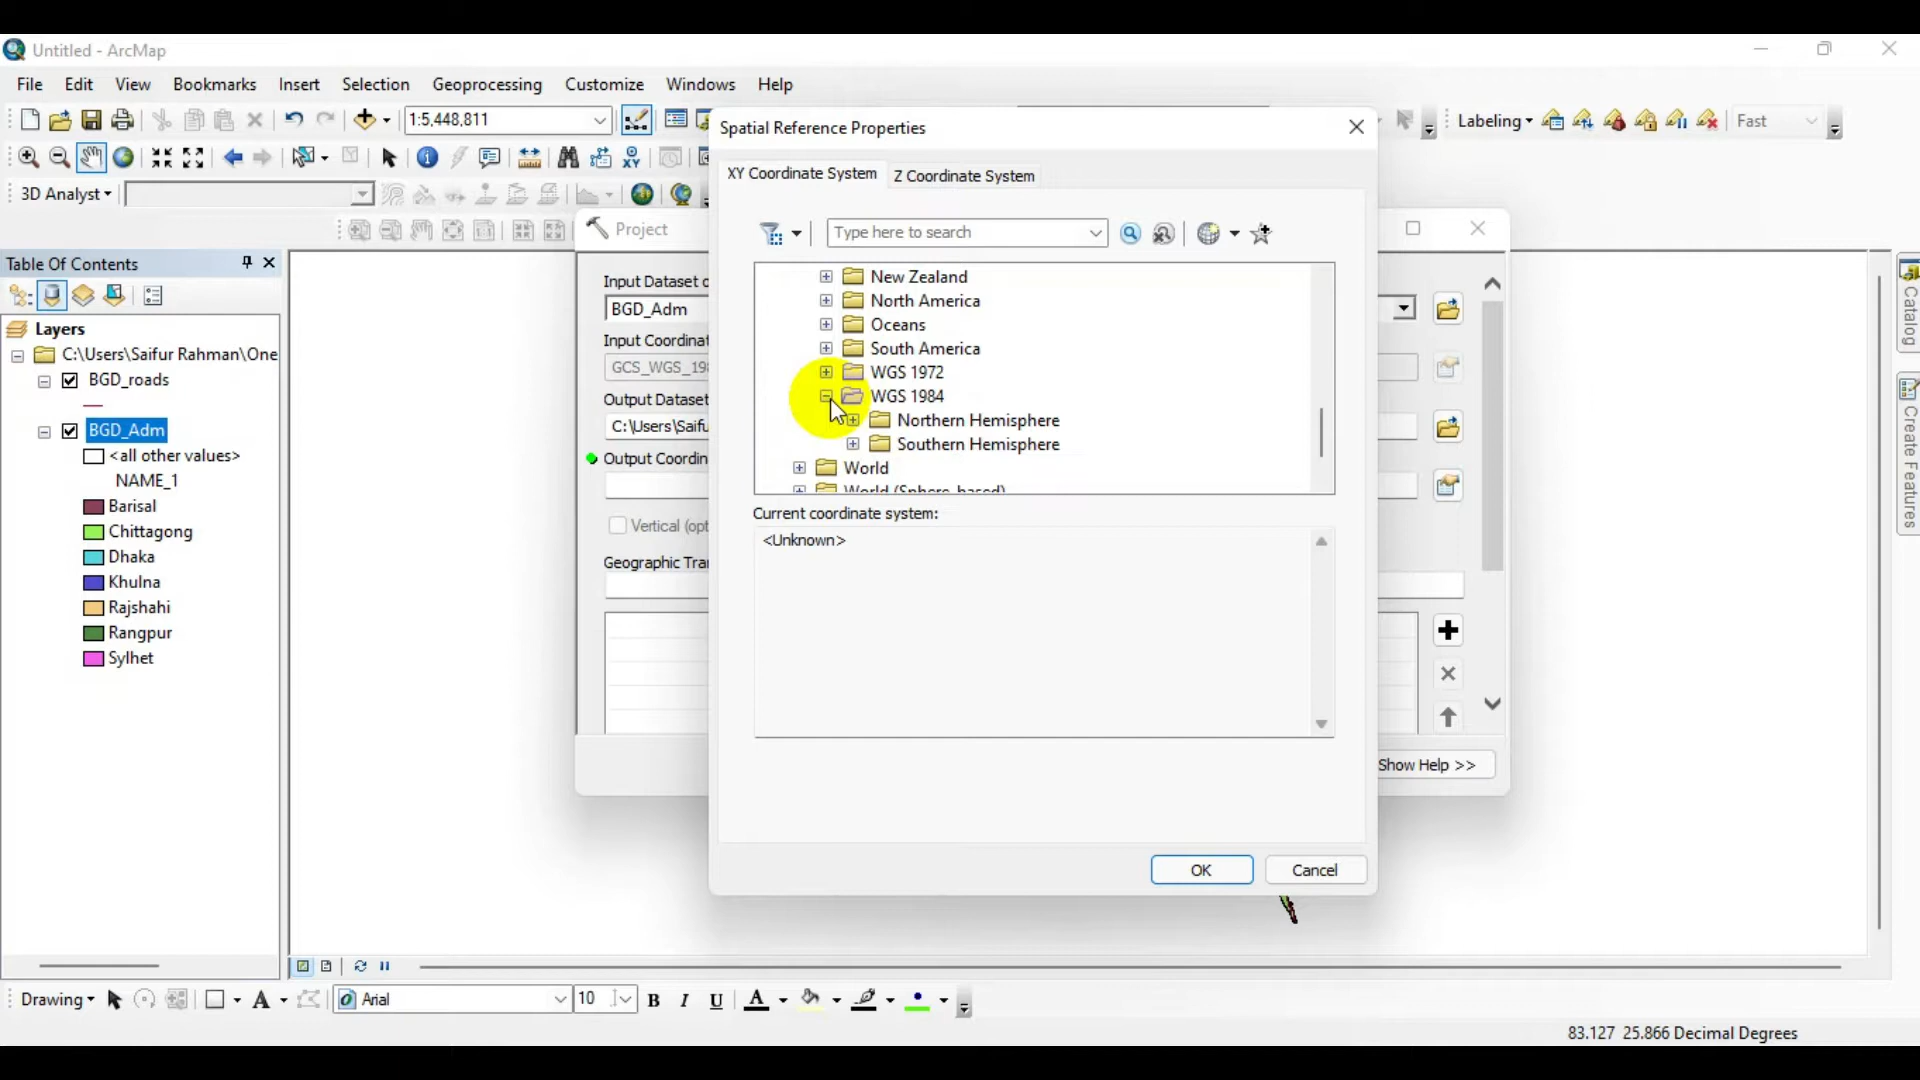 Untitled - ArcMap
File Edit View Bookmarks Insert Selection Geoprocessing Customize Windows Help
1:5,448,811
Labeling
Fast
3D Analyst
Table Of Contents
Layers
C:\Users\Saifur Rahman\One
BGD_roads
BGD_Adm
<all other values>
NAME_1
Barisal
Chittagong
Dhaka
Khulna
Rajshahi
Rangpur
Sylhet
Project
Input Dataset o
BGD_Adm
Input Coordinat
GCS_WGS_198
Output Dataset
C:\Users\Saifu
Output Coordin
Vertical (opt
Geographic Tra
Show Help >>
Spatial Reference Properties
XY Coordinate System
Z Coordinate System
Type here to search
New Zealand
North America
Oceans
South America
WGS 1972
WGS 1984
Northern Hemisphere
Southern Hemisphere
World
World (Sphere-based)
Current coordinate system:
<Unknown>
OK
Cancel
Catalog
Create Features
Drawing
A
Arial
10
B I U A
83.127 25.866 Decimal Degrees